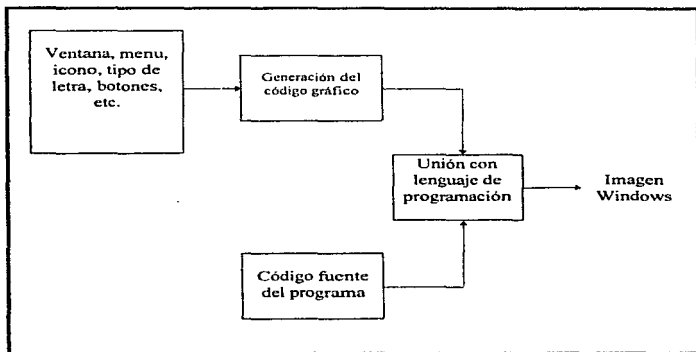 Ventana, menu,
icono, tipo de
letra, botones,
etc.
Generación del
código gráfico
Unión con
lenguaje de
programación
Imagen
Windows
Código fuente
del programa